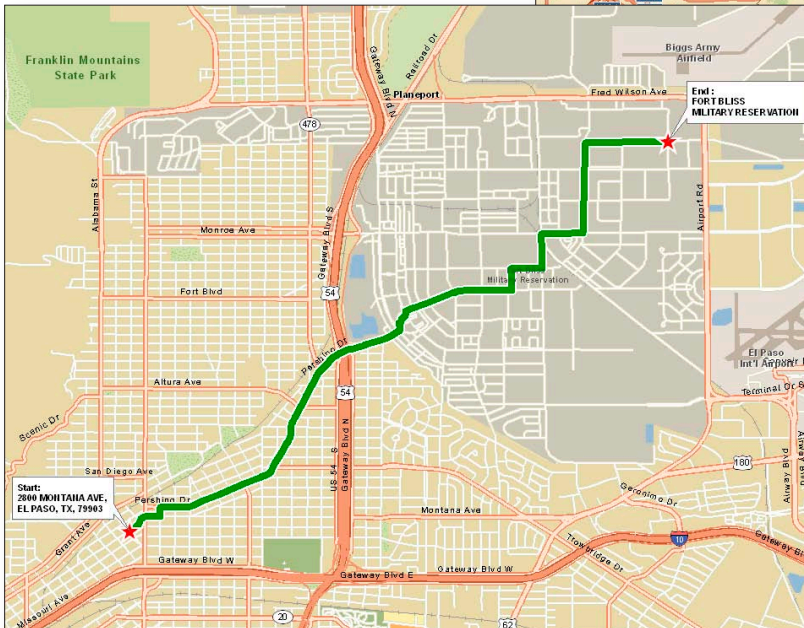 Franklin Mountains
State Park
Gateway Blvd N
Railroad Dr
Biggs Army
Airfield
Planeport
Fred Wilson Ave
End :
FORT BLISS
MILITARY RESERVATION
478
Alabama St
Airport Rd
Monroe Ave
Gateway Blvd S
Military Reservation
54
Fort Blvd
Pershing Dr
El Paso
Int'l Airport
Altura Ave
54
Terminal Dr
Scenic Dr
Gateway Blvd N
US 54 S
San Diego Ave
180
Airway Blvd
Start:
2800 MONTANA AVE,
EL PASO, TX, 79903
Pershing Dr
Geronimo Dr
Montana Ave
Grant Ave
Trowbridge Dr
10
Gateway Blvd W
Gateway Blvd W
Gateway Blvd E
Missouri Ave
20
62